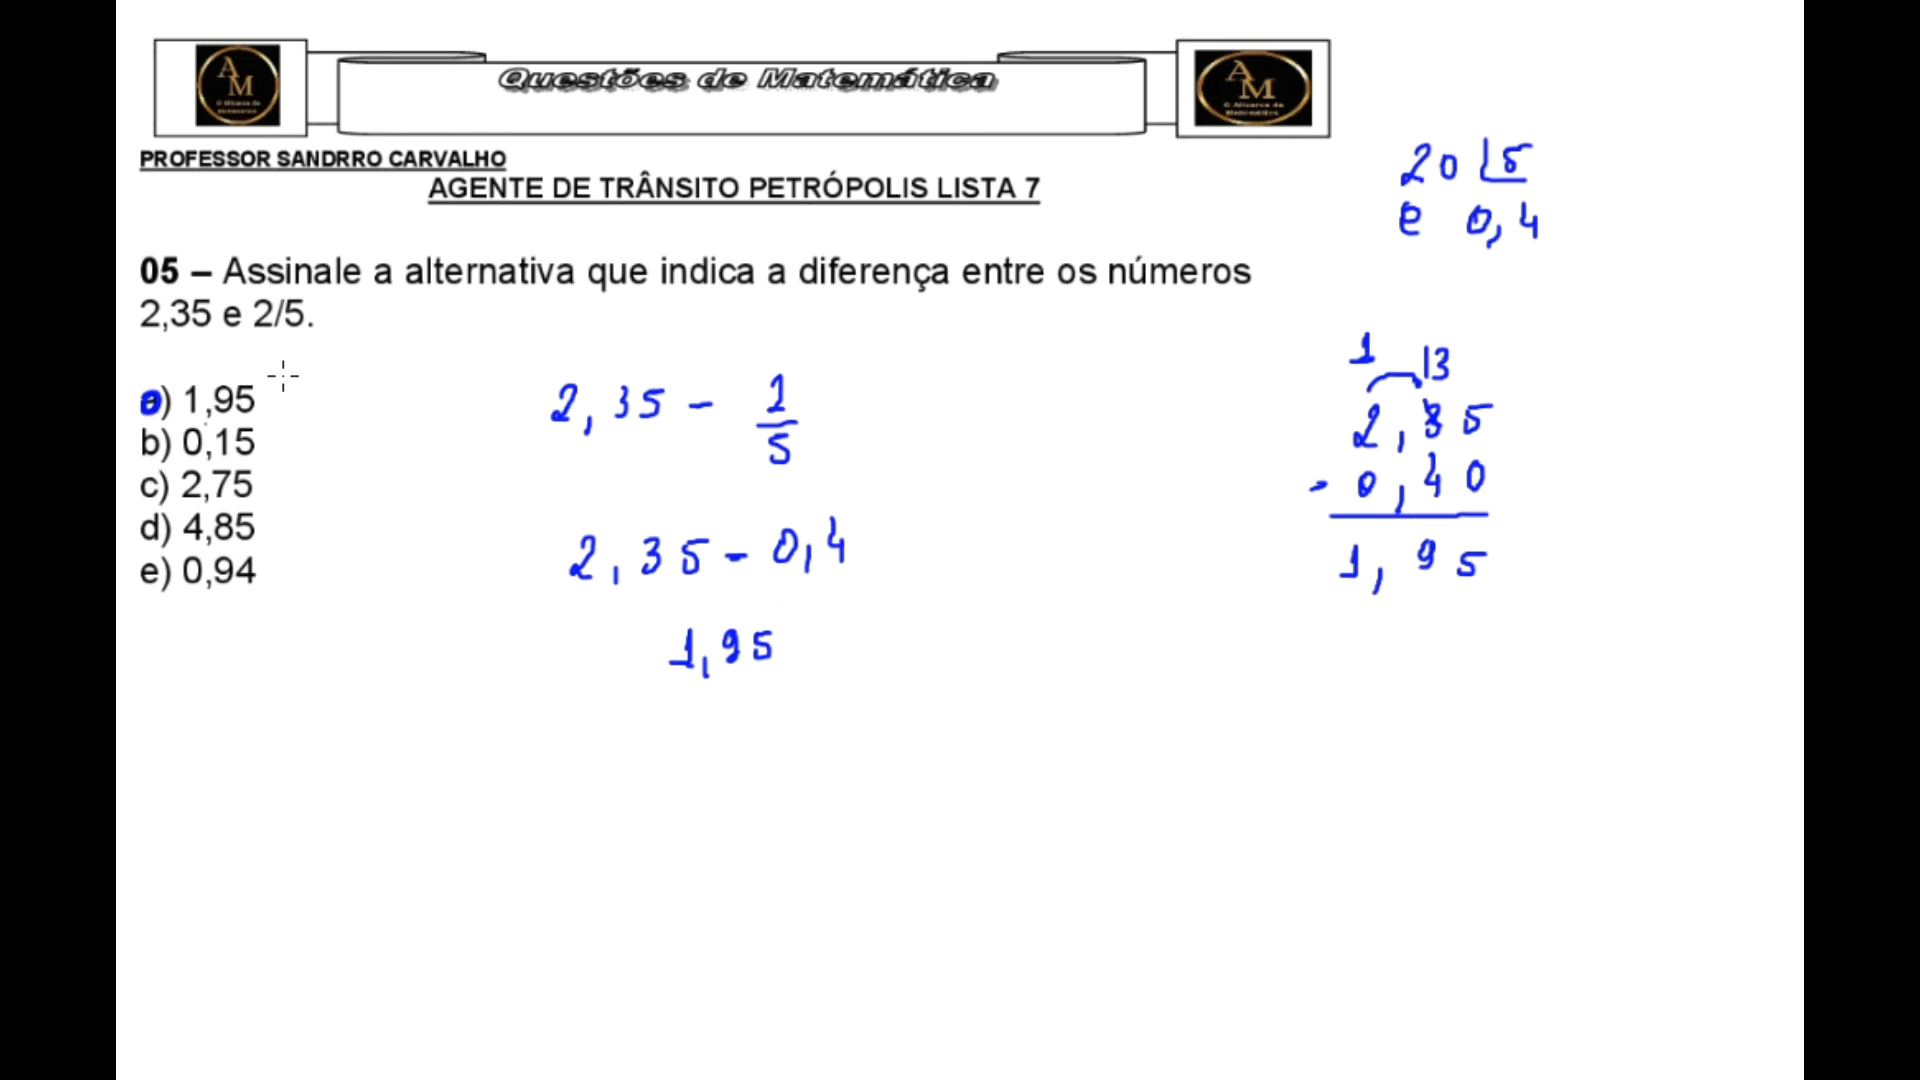 A M
A M
Questões de Matemática
PROFESSOR SANDRRO CARVALHO
AGENTE DE TRÂNSITO PETRÓPOLIS LISTA 7
20 5
0,4
05 – Assinale a alternativa que indica a diferença entre os números
2,35 e 2/5.
a) 1,95
b) 0,15
c) 2,75
d) 4,85
e) 0,94
2,35 - 2/5
2,35 - 0,4
1,95
1 13
2,35
- 0,40
1,95